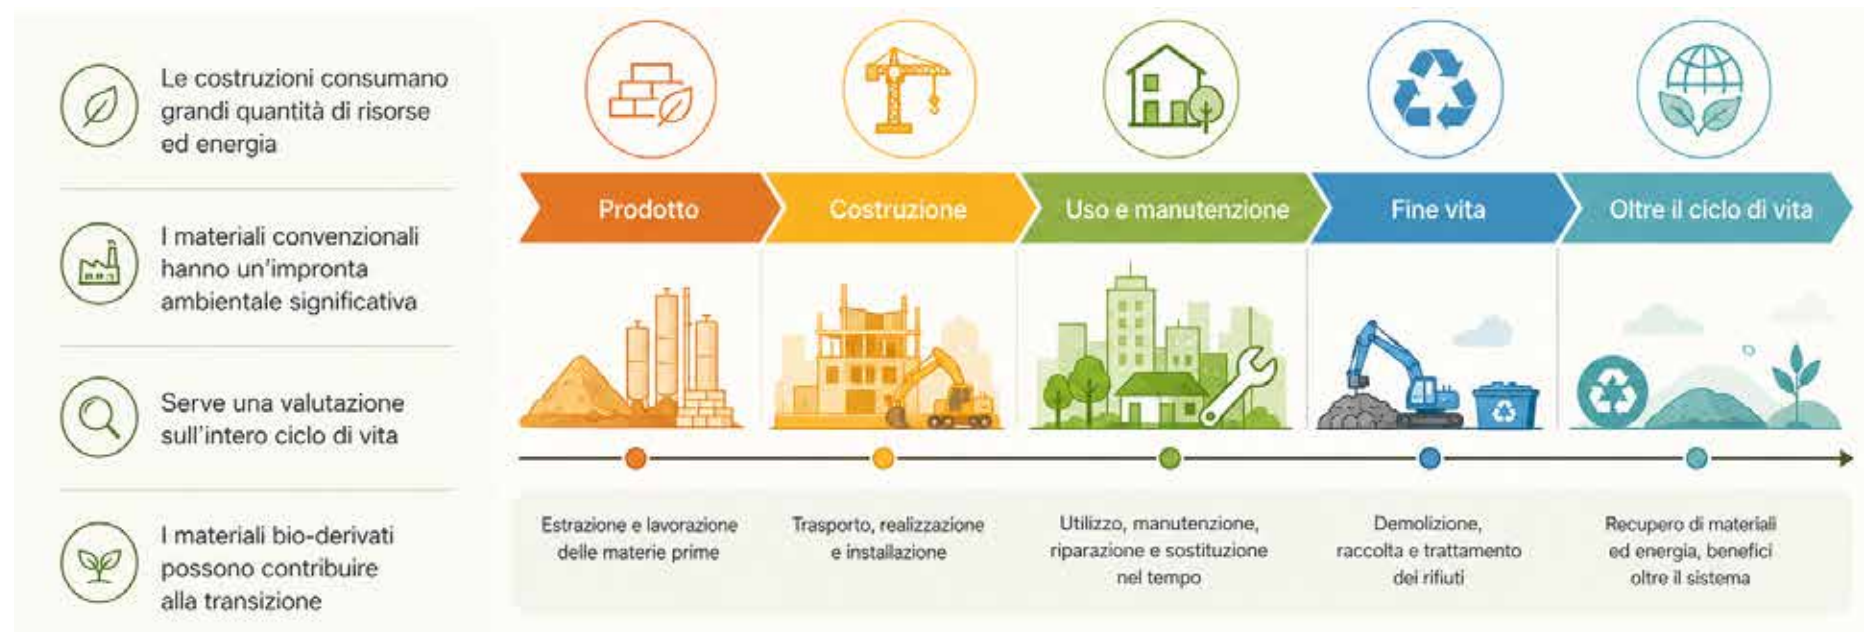 Le costruzioni consumano
grandi quantità di risorse
ed energia
I materiali convenzionali
hanno un'impronta
ambientale significativa
Serve una valutazione
sull'intero ciclo di vita
I materiali bio-derivati
possono contribuire
alla transizione
Prodotto
Costruzione
Uso e manutenzione
Fine vita
Oltre il ciclo di vita
Estrazione e lavorazione
delle materie prime
Trasporto, realizzazione
e installazione
Utilizzo, manutenzione,
riparazione e sostituzione
nel tempo
Demolizione,
raccolta e trattamento
dei rifiuti
Recupero di materiali
ed energia, benefici
oltre il sistema